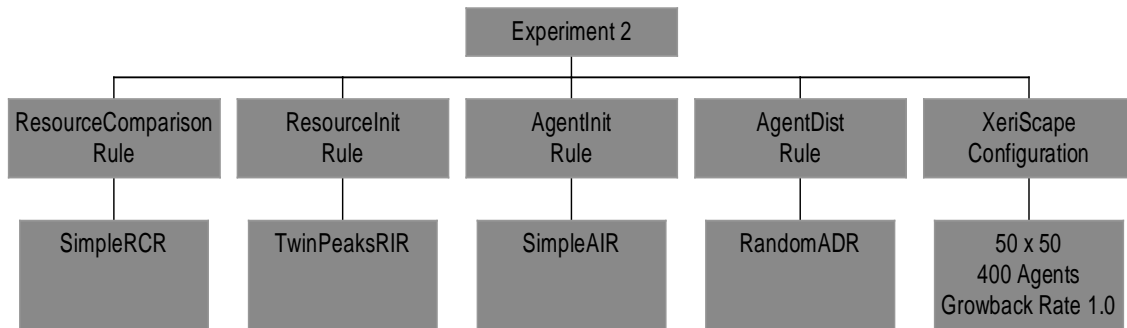 Experiment 2
ResourceComparison
Rule
ResourceInit
Rule
AgentInit
Rule
AgentDist
Rule
XeriScape
Configuration
SimpleRCR
TwinPeaksRIR
SimpleAIR
RandomADR
50 x 50
400 Agents
Growback Rate 1.0